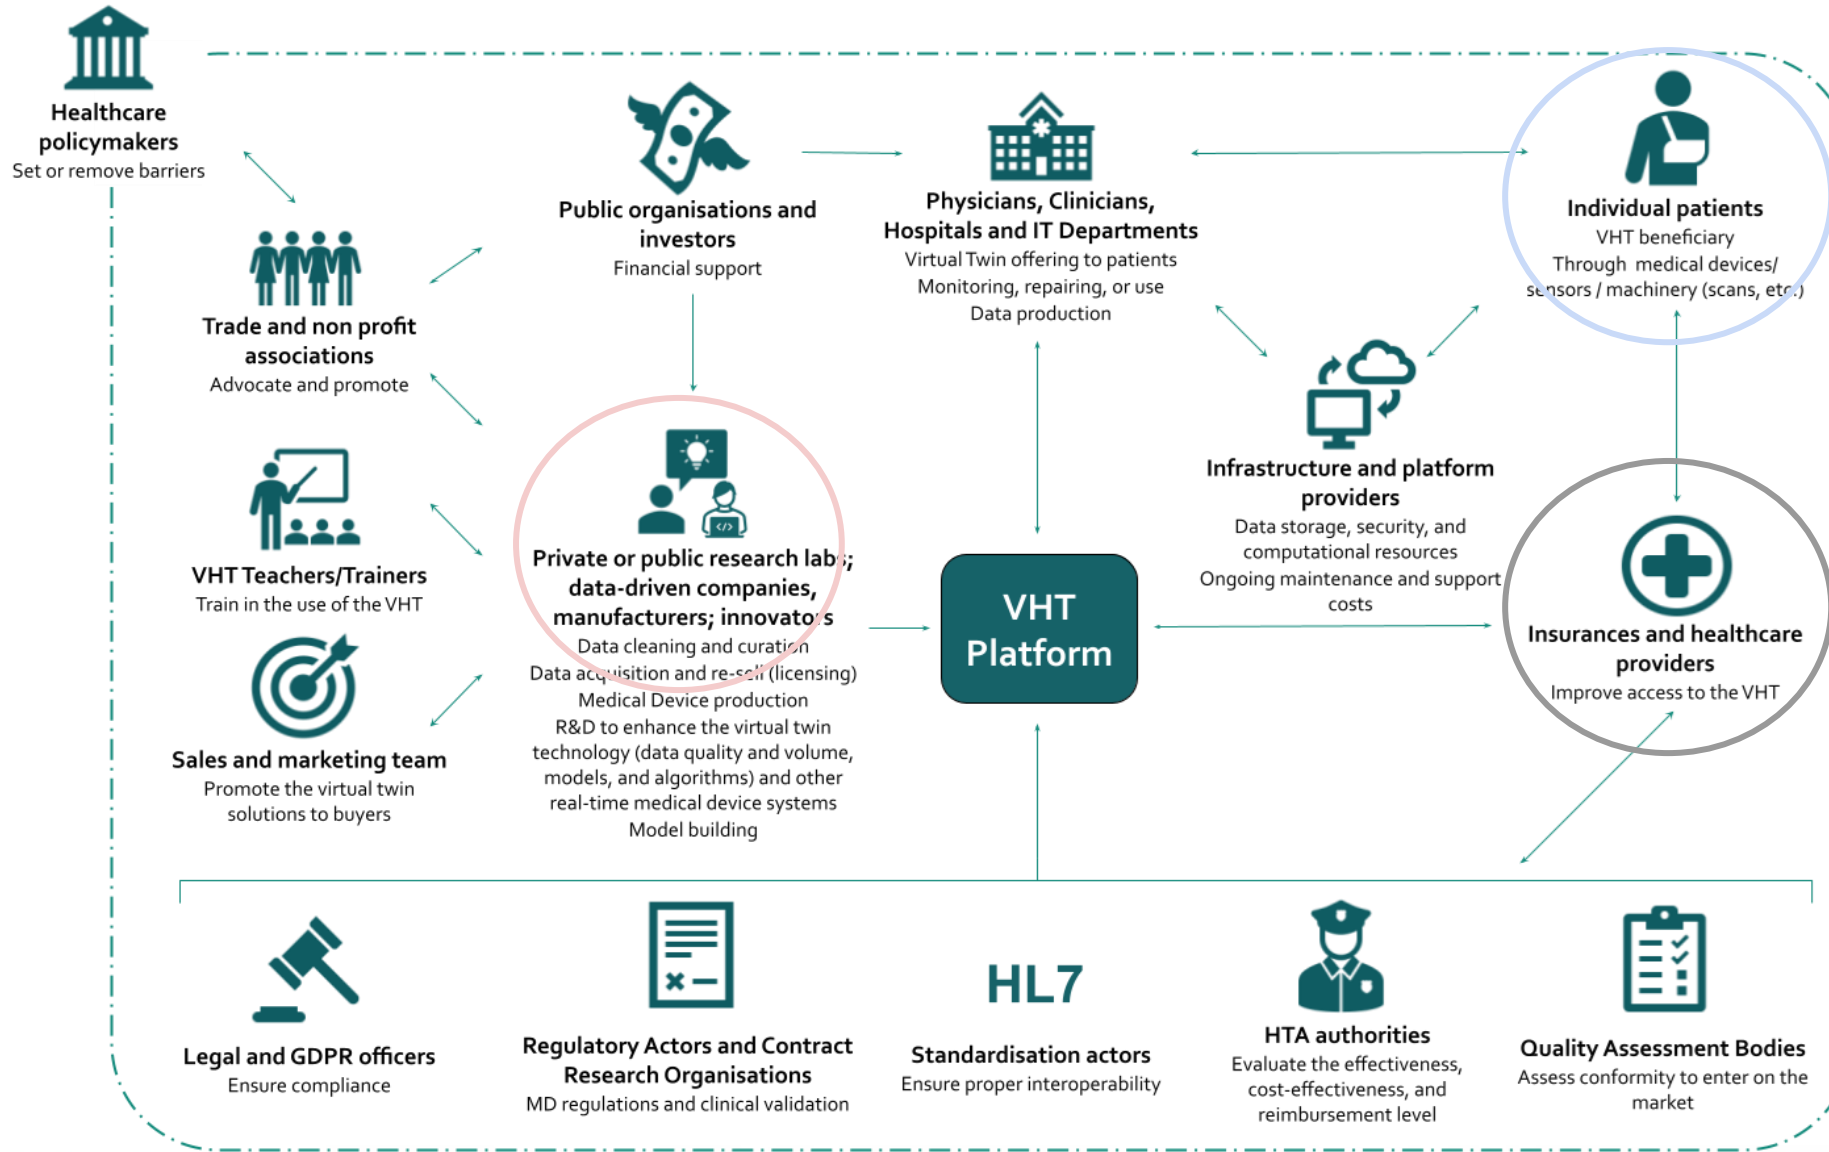 Healthcare
policymakers
Set or remove barriers
Public organisations and
investors
Financial support
Physicians, Clinicians,
Hospitals and IT Departments
Virtual Twin offering to patients
Monitoring, repairing, or use
Data production
Individual patients
VHT beneficiary
Through medical devices/
sensors / machinery (scans, etc.)
Trade and non profit
associations
Advocate and promote
Infrastructure and platform
providers
Data storage, security, and
computational resources
Ongoing maintenance and support
costs
VHT Teachers/Trainers
Train in the use of the VHT
Private or public research labs;
data-driven companies,
manufacturers; innovators
Data cleaning and curation
Data acquisition and re-sell (licensing)
Medical Device production
R&D to enhance the virtual twin
technology (data quality and volume,
models, and algorithms) and other
real-time medical device systems
Model building
</>
VHT
Platform
Insurances and healthcare
providers
Improve access to the VHT
Sales and marketing team
Promote the virtual twin
solutions to buyers
Legal and GDPR officers
Ensure compliance
Regulatory Actors and Contract
Research Organisations
MD regulations and clinical validation
HL7
Standardisation actors
Ensure proper interoperability
HTA authorities
Evaluate the effectiveness,
cost-effectiveness, and
reimbursement level
Quality Assessment Bodies
Assess conformity to enter on the
market